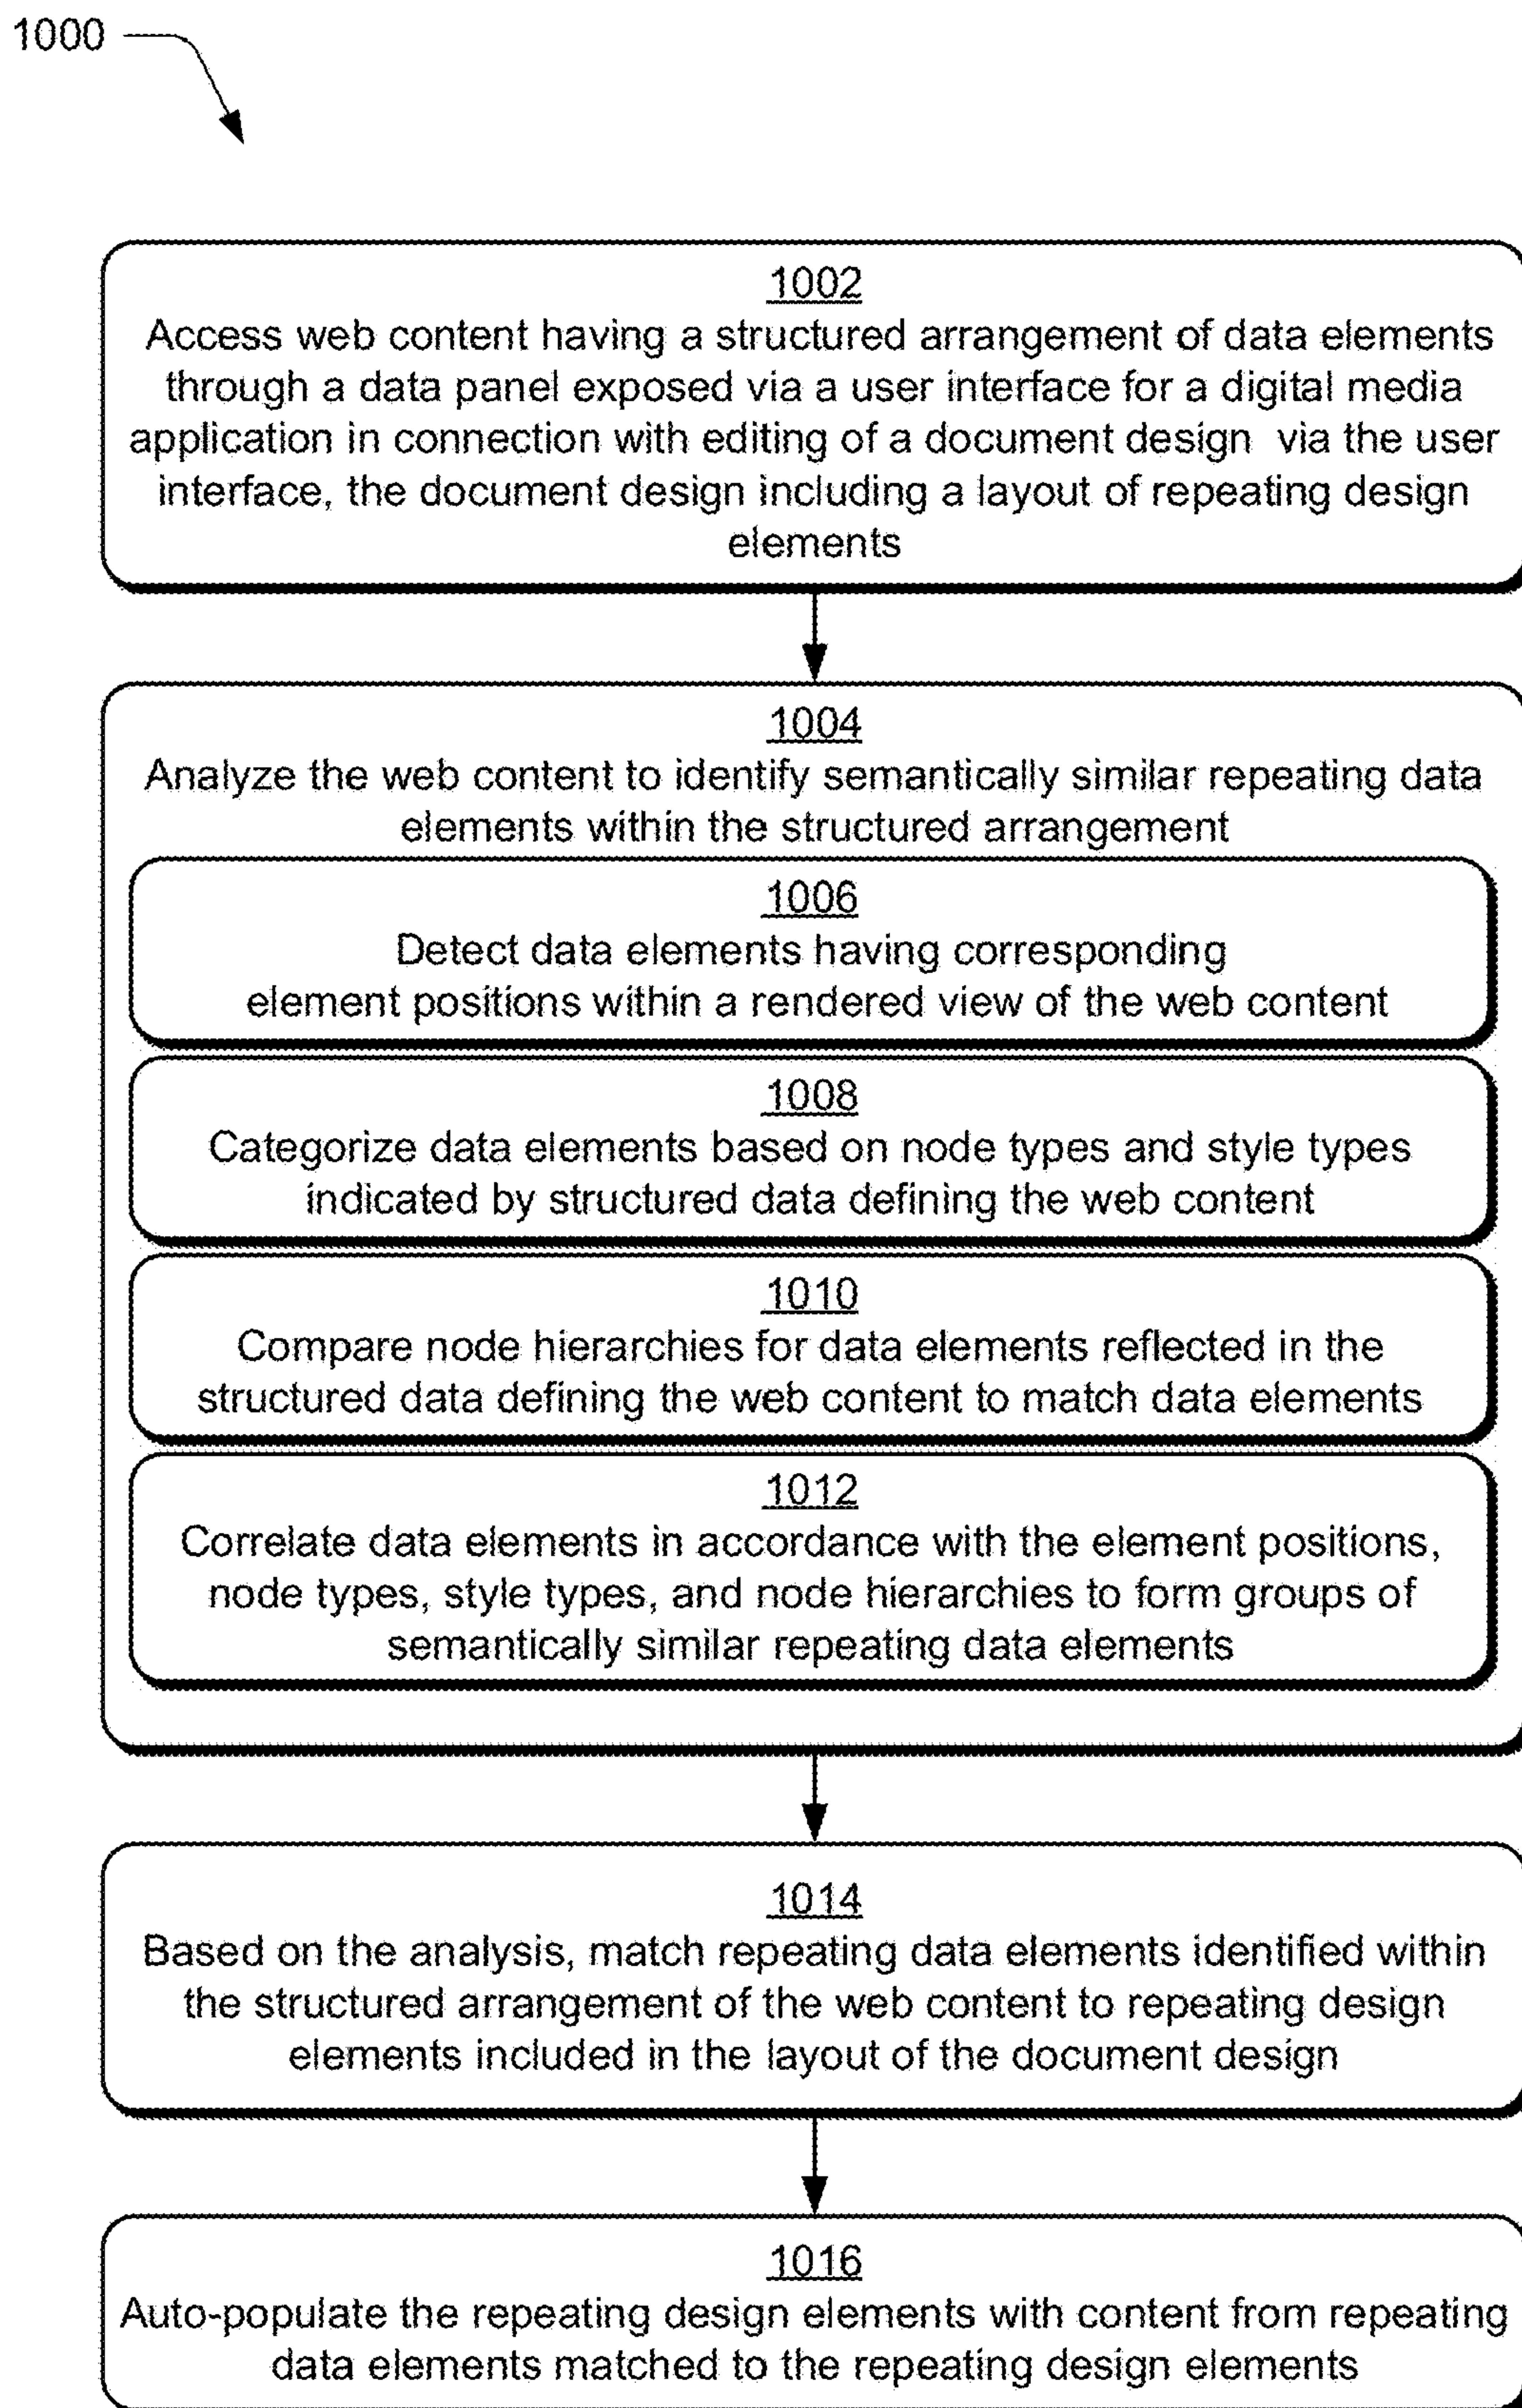 1000
1002
Access web content having a structured arrangement of data elements
through a data panel exposed via a user interface for a digital media
application in connection with editing of a document design via the user
interface, the document design including a layout of repeating design
elements
1004
Analyze the web content to identify semantically similar repeating data
elements within the structured arrangement
1006
Detect data elements having corresponding
element positions within a rendered view of the web content
1008
Categorize data elements based on node types and style types
indicated by structured data defining the web content
1010
Compare node hierarchies for data elements reflected in the
structured data defining the web content to match data elements
1012
Correlate data elements in accordance with the element positions,
node types, style types, and node hierarchies to form groups of
semantically similar repeating data elements
1014
Based on the analysis, match repeating data elements identified within
the structured arrangement of the web content to repeating design
elements included in the layout of the document design
1016
Auto-populate the repeating design elements with content from repeating
data elements matched to the repeating design elements